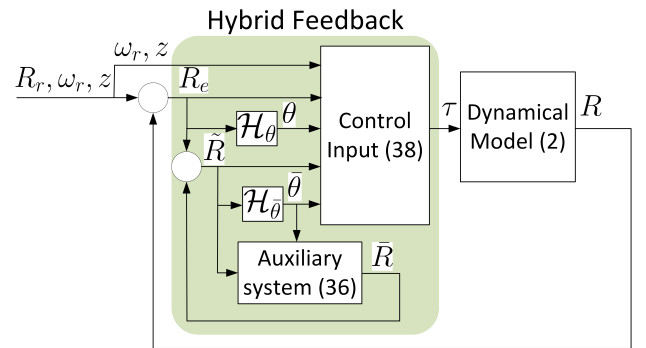 Hybrid Feedback
ω_r, z
R_r, ω_r, z
R_e
𝓗_θ
θ
R̃
𝓗_θ̄
θ̄
Control
Input (38)
τ
Dynamical
Model (2)
R
Auxiliary
system (36)
R̄